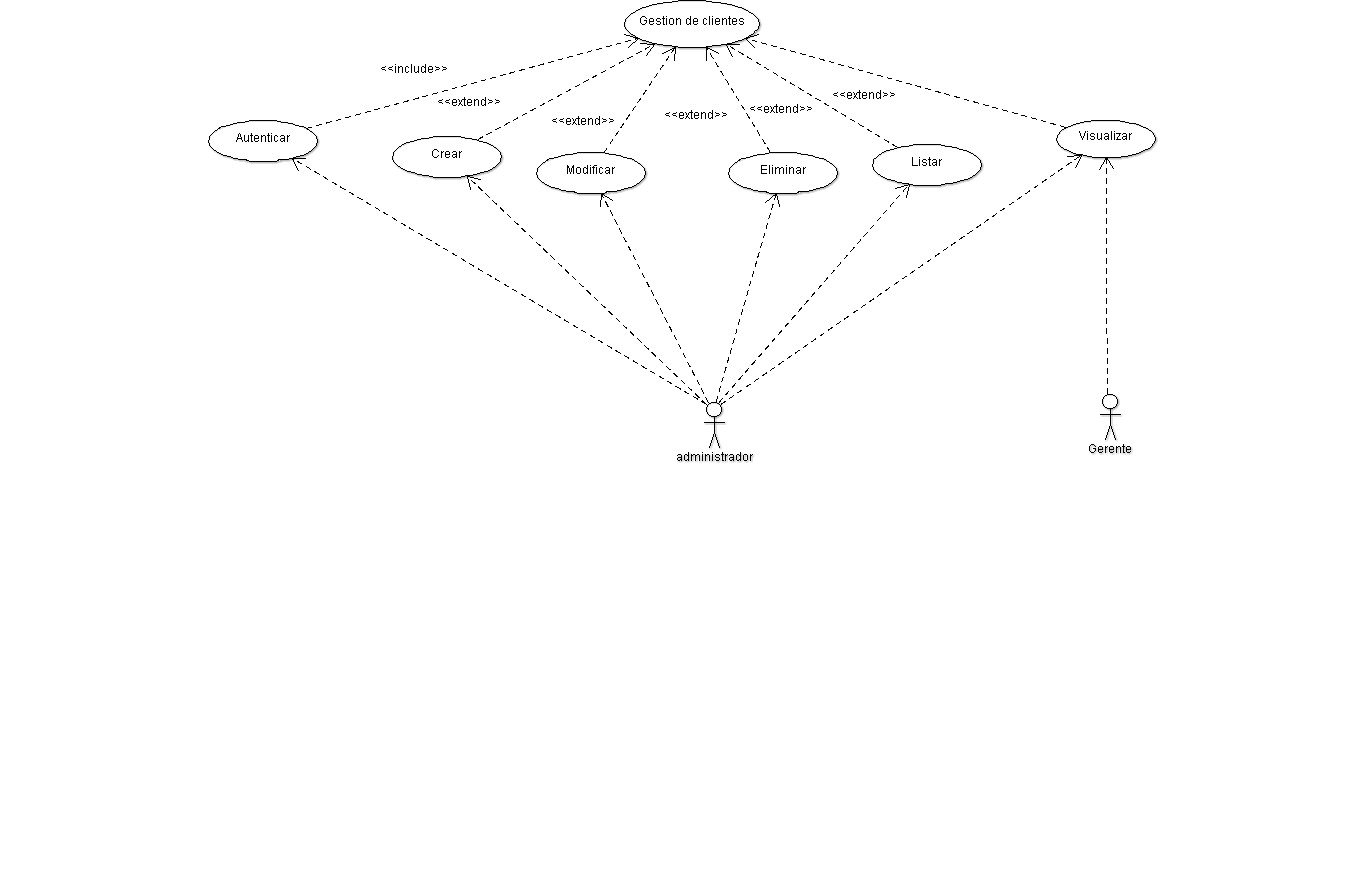 Gestion de clientes
<<include>>
<<extend>>
<<extend>>
<<extend>>
<<extend>>
<<extend>>
Autenticar
Crear
Modificar
Eliminar
Listar
Visualizar
administrador
Gerente